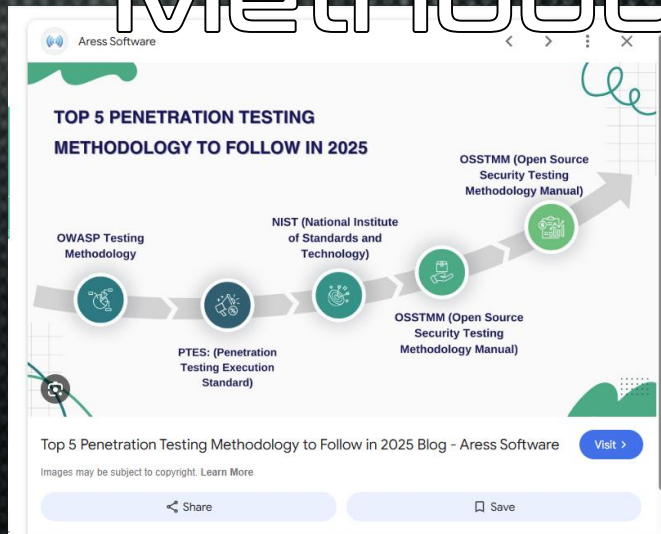 Methodo
Aress Software
TOP 5 PENETRATION TESTING
METHODOLOGY TO FOLLOW IN 2025
OWASP Testing
Methodology
PTES: (Penetration
Testing Execution
Standard)
NIST (National Institute
of Standards and
Technology)
OSSTMM (Open Source
Security Testing
Methodology Manual)
OSSTMM (Open Source
Security Testing
Methodology Manual)
Top 5 Penetration Testing Methodology to Follow in 2025 Blog - Aress Software
Visit >
Images may be subject to copyright. Learn More
Share
Save